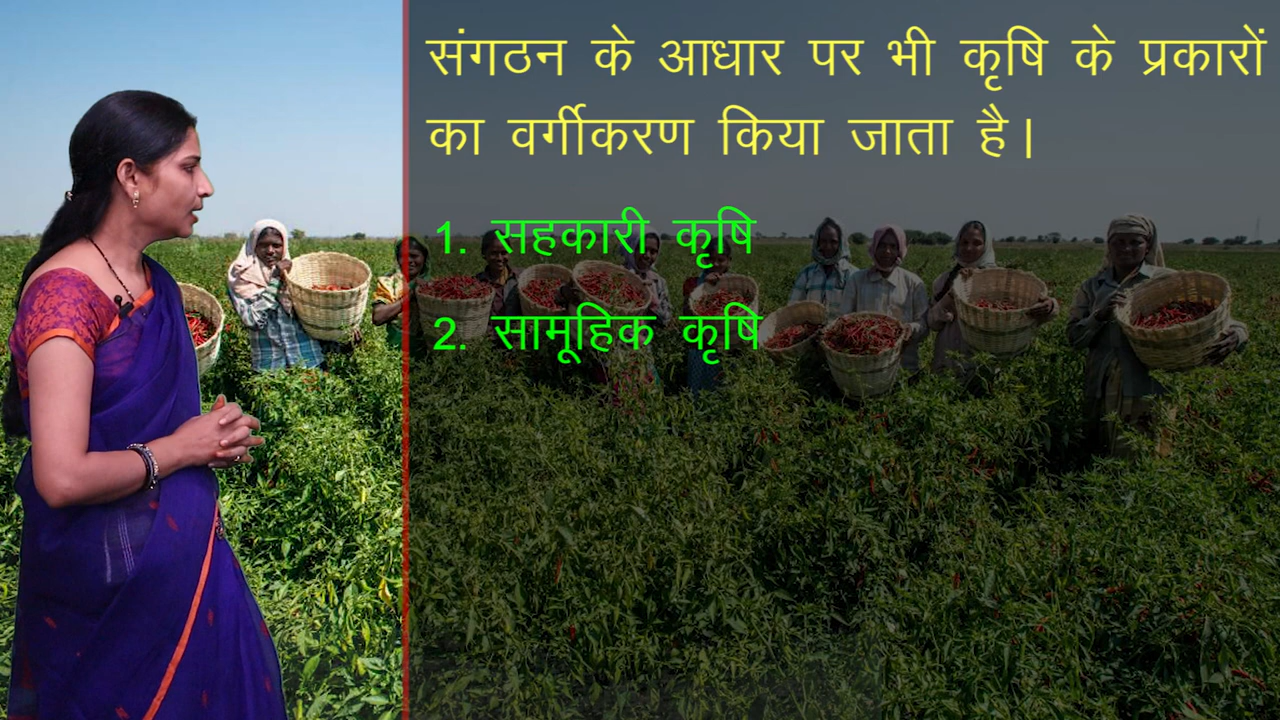 संगठन के आधार पर भी कृषि के प्रकारों
का वर्गीकरण किया जाता है।
1. सहकारी कृषि
2. सामूहिक कृषि